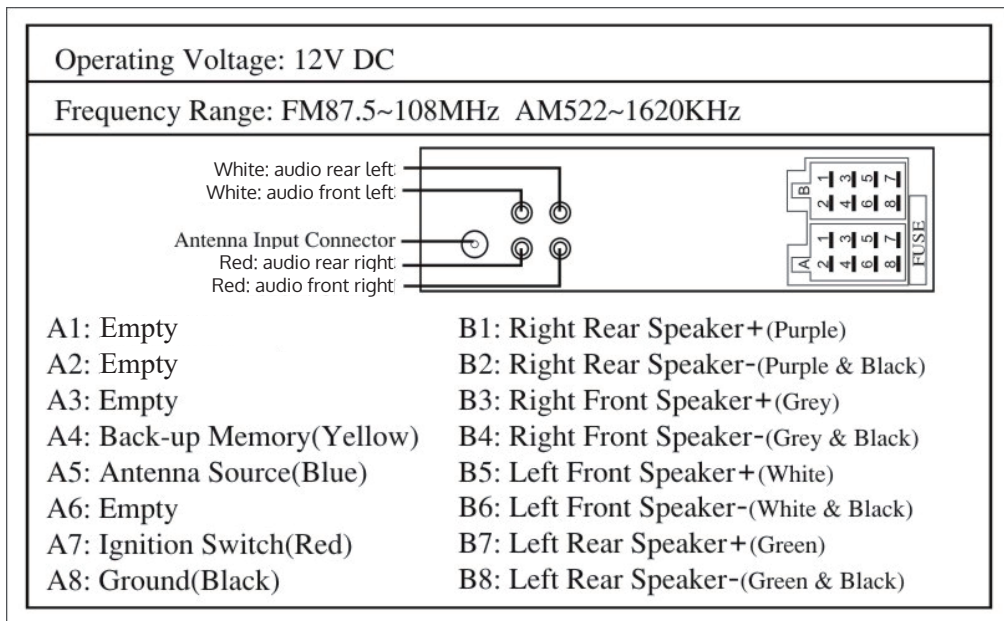 Operating Voltage: 12V DC
Frequency Range: FM87.5~108MHz AM522~1620KHz
White: audio rear left:
White: audio front left:
Antenna Input Connector
Red: audio rear right:
Red: audio front right:
B
1 3 5 7
2 4 6 8
A
1 3 5 7
2 4 6 8
FUSE
A1: Empty
A2: Empty
A3: Empty
A4: Back-up Memory(Yellow)
A5: Antenna Source(Blue)
A6: Empty
A7: Ignition Switch(Red)
A8: Ground(Black)
B1: Right Rear Speaker+(Purple)
B2: Right Rear Speaker-(Purple & Black)
B3: Right Front Speaker+(Grey)
B4: Right Front Speaker-(Grey & Black)
B5: Left Front Speaker+(White)
B6: Left Front Speaker-(White & Black)
B7: Left Rear Speaker+(Green)
B8: Left Rear Speaker-(Green & Black)